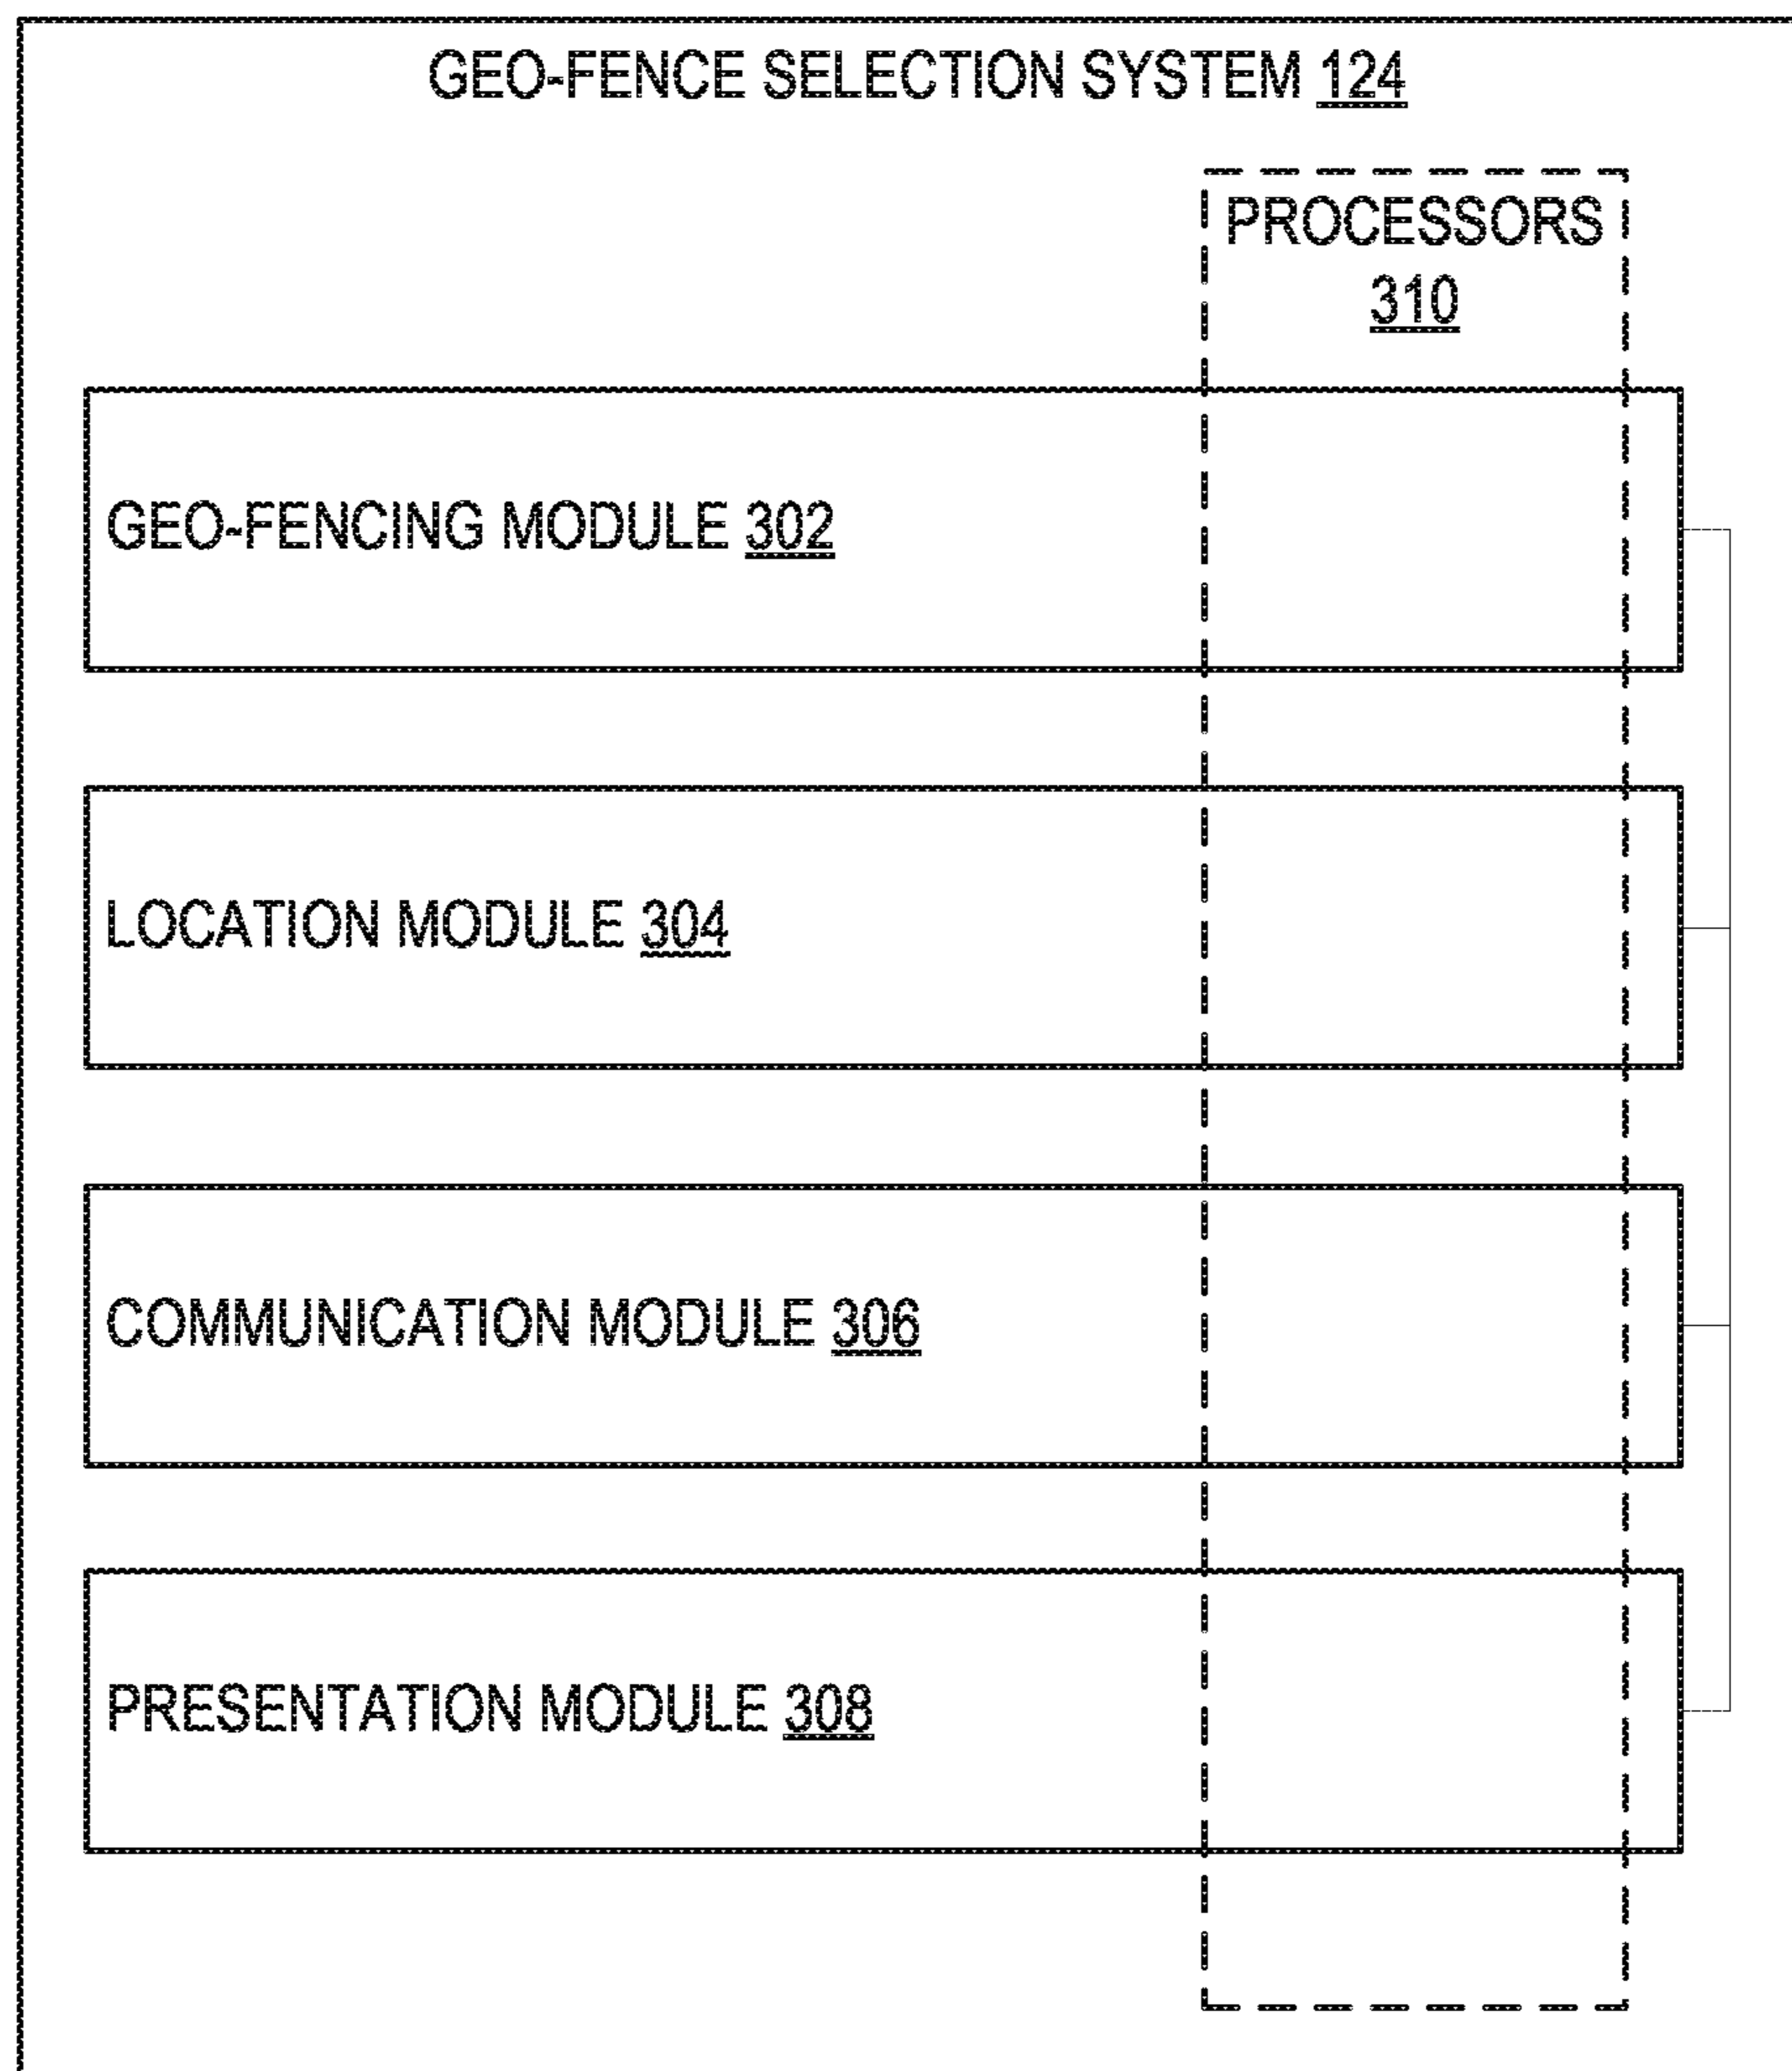 GEO-FENCE SELECTION SYSTEM 124
PROCESSORS
310
GEO-FENCING MODULE 302
LOCATION MODULE 304
COMMUNICATION MODULE 306
PRESENTATION MODULE 308